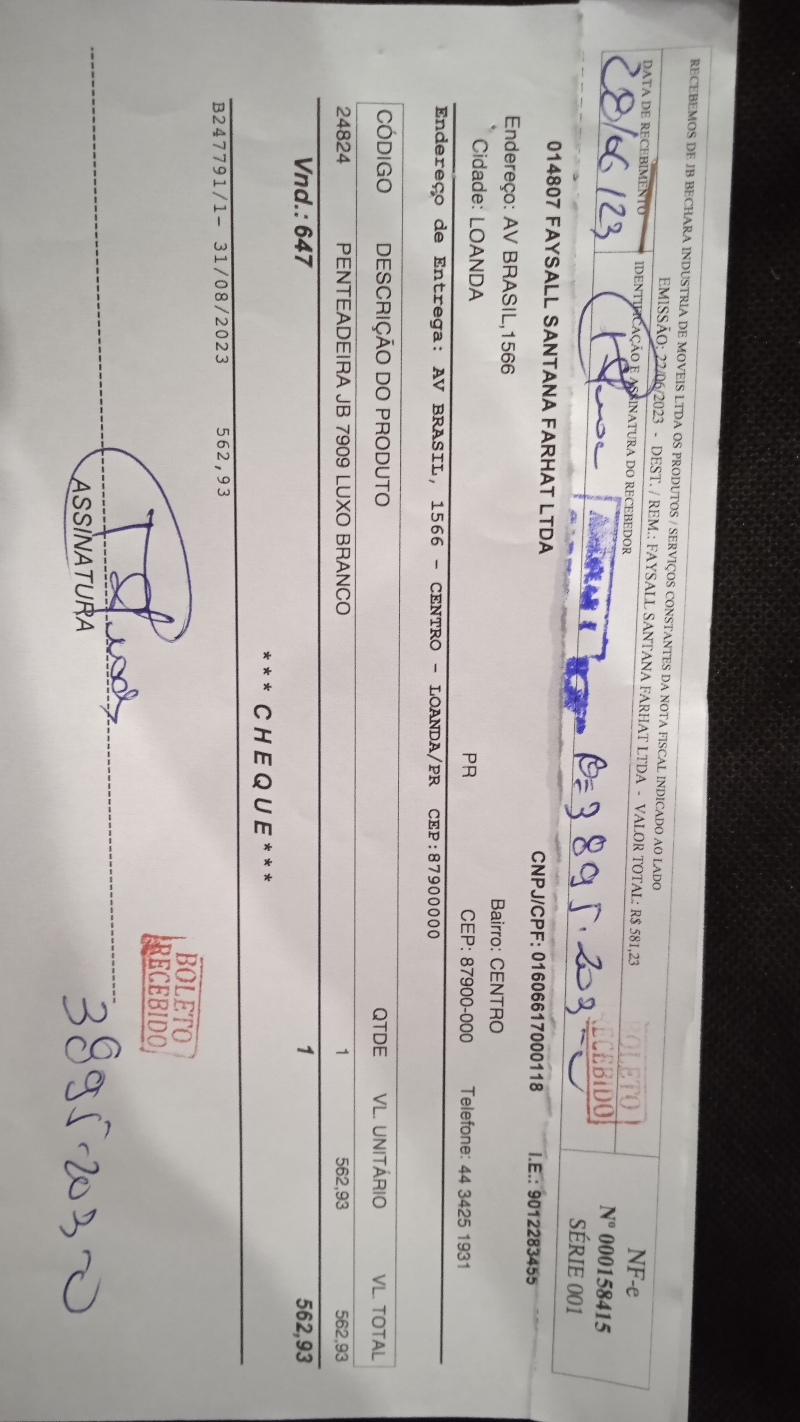 RECEBEMOS DE JB BECHARA INDUSTRIA DE MOVEIS LTDA OS PRODUTOS / SERVIÇOS CONSTANTES DA NOTA FISCAL INDICADO AO LADO
EMISSÃO: 22/06/2023 - DEST. / REM.: FAYSALL SANTANA FARHAT LTDA - VALOR TOTAL: R$ 581,23
NF-e
Nº 000158415
SÉRIE 001
DATA DE RECEBIMENTO
IDENTIFICAÇÃO E ASSINATURA DO RECEBEDOR
28/06/23
3895.203
BOLETO
RECEBIDO
014807 FAYSALL SANTANA FARHAT LTDA CNPJ/CPF: 01606617000118 I.E.: 9012283455
Endereço: AV BRASIL,1566 Bairro: CENTRO
Cidade: LOANDA PR CEP: 87900-000 Telefone: 44 3425 1931
Endereço de Entrega: AV BRASIL, 1566 - CENTRO - LOANDA/PR CEP:87900000
CÓDIGO DESCRIÇÃO DO PRODUTO QTDE VL. UNITÁRIO VL. TOTAL
24824 PENTEADEIRA JB 7909 LUXO BRANCO 1 562,93 562,93
Vnd.: 647 1 562,93
*** CHEQUE ***
B247791/1- 31/08/2023 562,93
BOLETO
RECEBIDO
3895.203
ASSINATURA